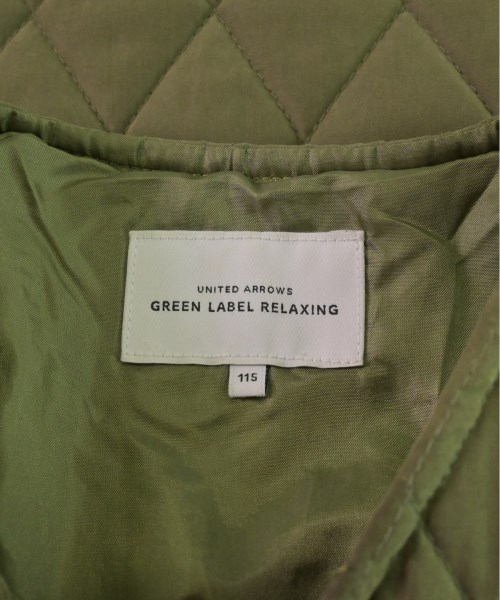 UNITED ARROWS
GREEN LABEL RELAXING
115